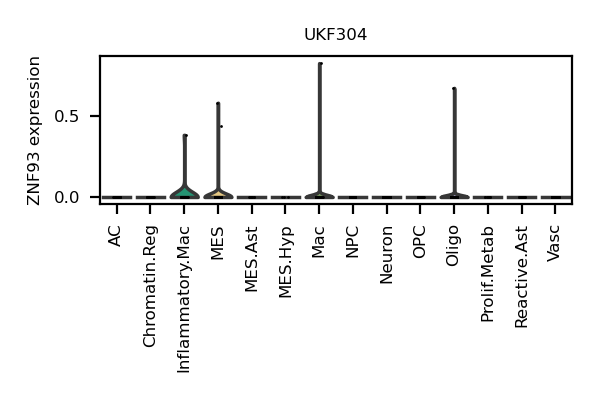 UKF304
ZNF93 expression
0.5
0.0
AC
Chromatin.Reg
Inflammatory.Mac
MES
MES.Ast
MES.Hyp
Mac
NPC
Neuron
OPC
Oligo
Prolif.Metab
Reactive.Ast
Vasc